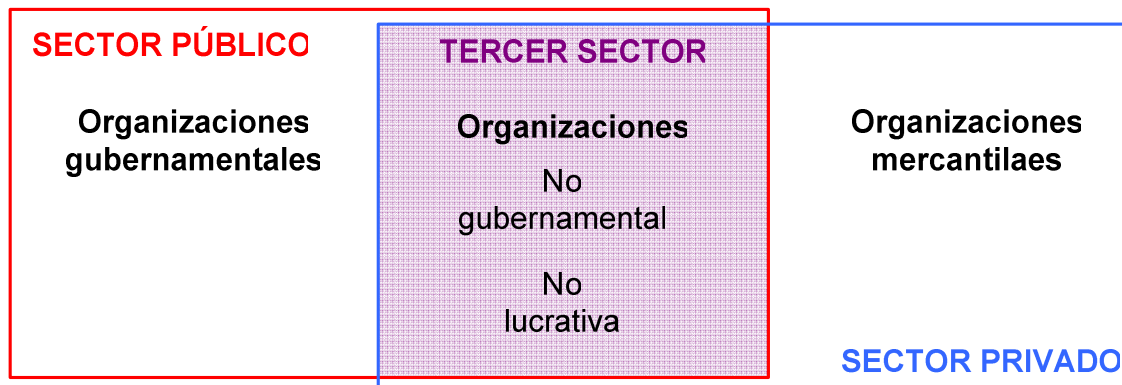 SECTOR PÚBLICO
Organizaciones
gubernamentales
TERCER SECTOR
Organizaciones
No
gubernamental
No
lucrativa
Organizaciones
mercantilaes
SECTOR PRIVADO